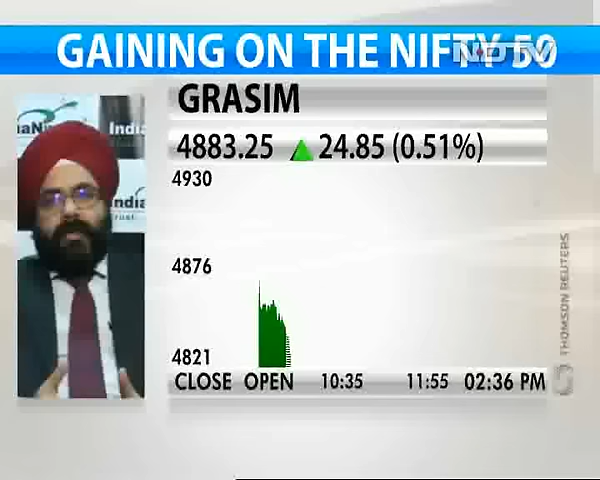 GAINING ON THE NIFTY 50
NDTV
GRASIM
4883.25 ▲ 24.85 (0.51%)
4930
4876
4821
CLOSE OPEN 10:35 11:55 02:36 PM
THOMSON REUTERS
India